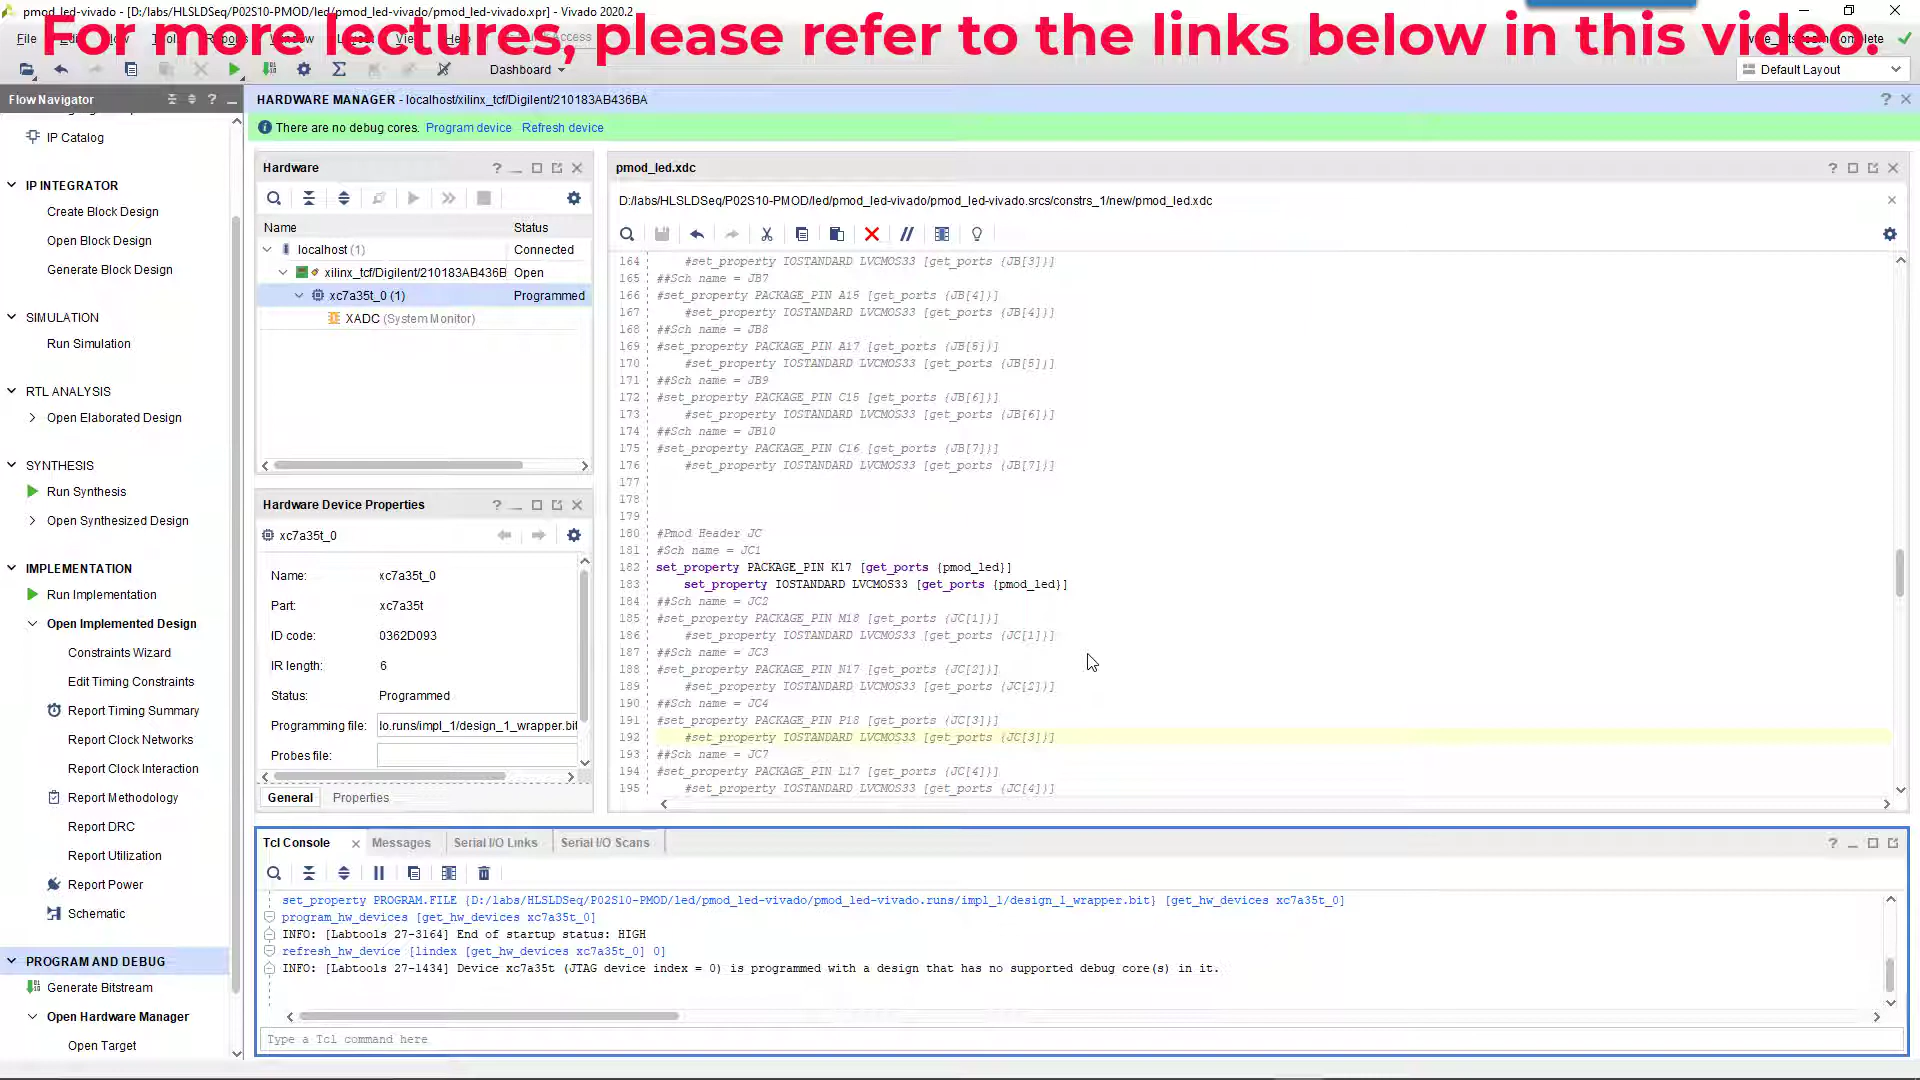 pmod_led-vivado - [D:/labs/HLSLDSeq/P02S10-PMOD/led/pmod_led-vivado/pmod_led-vivado.xpr] - Vivado 2020.2
For more lectures, please refer to the links below in this video.
File
Dashboard
Default Layout
Flow Navigator
HARDWARE MANAGER - localhost/xilinx_tcf/Digilent/210183AB436BA
There are no debug cores. Program device Refresh device
IP Catalog
IP INTEGRATOR
Create Block Design
Open Block Design
Generate Block Design
SIMULATION
Run Simulation
RTL ANALYSIS
Open Elaborated Design
SYNTHESIS
Run Synthesis
Open Synthesized Design
IMPLEMENTATION
Run Implementation
Open Implemented Design
Constraints Wizard
Edit Timing Constraints
Report Timing Summary
Report Clock Networks
Report Clock Interaction
Report Methodology
Report DRC
Report Utilization
Report Power
Schematic
PROGRAM AND DEBUG
Generate Bitstream
Open Hardware Manager
Open Target
Hardware
Name Status
localhost (1) Connected
xilinx_tcf/Digilent/210183AB436B Open
xc7a35t_0 (1) Programmed
XADC (System Monitor)
Hardware Device Properties
xc7a35t_0
Name: xc7a35t_0
Part: xc7a35t
ID code: 0362D093
IR length: 6
Status: Programmed
Programming file: lo.runs/impl_1/design_1_wrapper.bit
Probes file:
General Properties
pmod_led.xdc
D:/labs/HLSLDSeq/P02S10-PMOD/led/pmod_led-vivado/pmod_led-vivado.srcs/constrs_1/new/pmod_led.xdc
164 #set_property IOSTANDARD LVCMOS33 [get_ports {JB[3]}]
165 ##Sch name = JB7
166 #set_property PACKAGE_PIN A15 [get_ports {JB[4]}]
167 #set_property IOSTANDARD LVCMOS33 [get_ports {JB[4]}]
168 ##Sch name = JB8
169 #set_property PACKAGE_PIN A17 [get_ports {JB[5]}]
170 #set_property IOSTANDARD LVCMOS33 [get_ports {JB[5]}]
171 ##Sch name = JB9
172 #set_property PACKAGE_PIN C15 [get_ports {JB[6]}]
173 #set_property IOSTANDARD LVCMOS33 [get_ports {JB[6]}]
174 ##Sch name = JB10
175 #set_property PACKAGE_PIN C16 [get_ports {JB[7]}]
176 #set_property IOSTANDARD LVCMOS33 [get_ports {JB[7]}]
177
178
179
180 #Pmod Header JC
181 #Sch name = JC1
182 set_property PACKAGE_PIN K17 [get_ports {pmod_led}]
183 set_property IOSTANDARD LVCMOS33 [get_ports {pmod_led}]
184 ##Sch name = JC2
185 #set_property PACKAGE_PIN M18 [get_ports {JC[1]}]
186 #set_property IOSTANDARD LVCMOS33 [get_ports {JC[1]}]
187 ##Sch name = JC3
188 #set_property PACKAGE_PIN N17 [get_ports {JC[2]}]
189 #set_property IOSTANDARD LVCMOS33 [get_ports {JC[2]}]
190 ##Sch name = JC4
191 #set_property PACKAGE_PIN P18 [get_ports {JC[3]}]
192 #set_property IOSTANDARD LVCMOS33 [get_ports {JC[3]}]
193 ##Sch name = JC7
194 #set_property PACKAGE_PIN L17 [get_ports {JC[4]}]
195 #set_property IOSTANDARD LVCMOS33 [get_ports {JC[4]}]
Tcl Console Messages Serial I/O Links Serial I/O Scans
set_property PROGRAM.FILE {D:/labs/HLSLDSeq/P02S10-PMOD/led/pmod_led-vivado/pmod_led-vivado.runs/impl_1/design_1_wrapper.bit} [get_hw_devices xc7a35t_0]
program_hw_devices [get_hw_devices xc7a35t_0]
INFO: [Labtools 27-3164] End of startup status: HIGH
refresh_hw_device [lindex [get_hw_devices xc7a35t_0] 0]
INFO: [Labtools 27-1434] Device xc7a35t (JTAG device index = 0) is programmed with a design that has no supported debug core(s) in it.
Type a Tcl command here